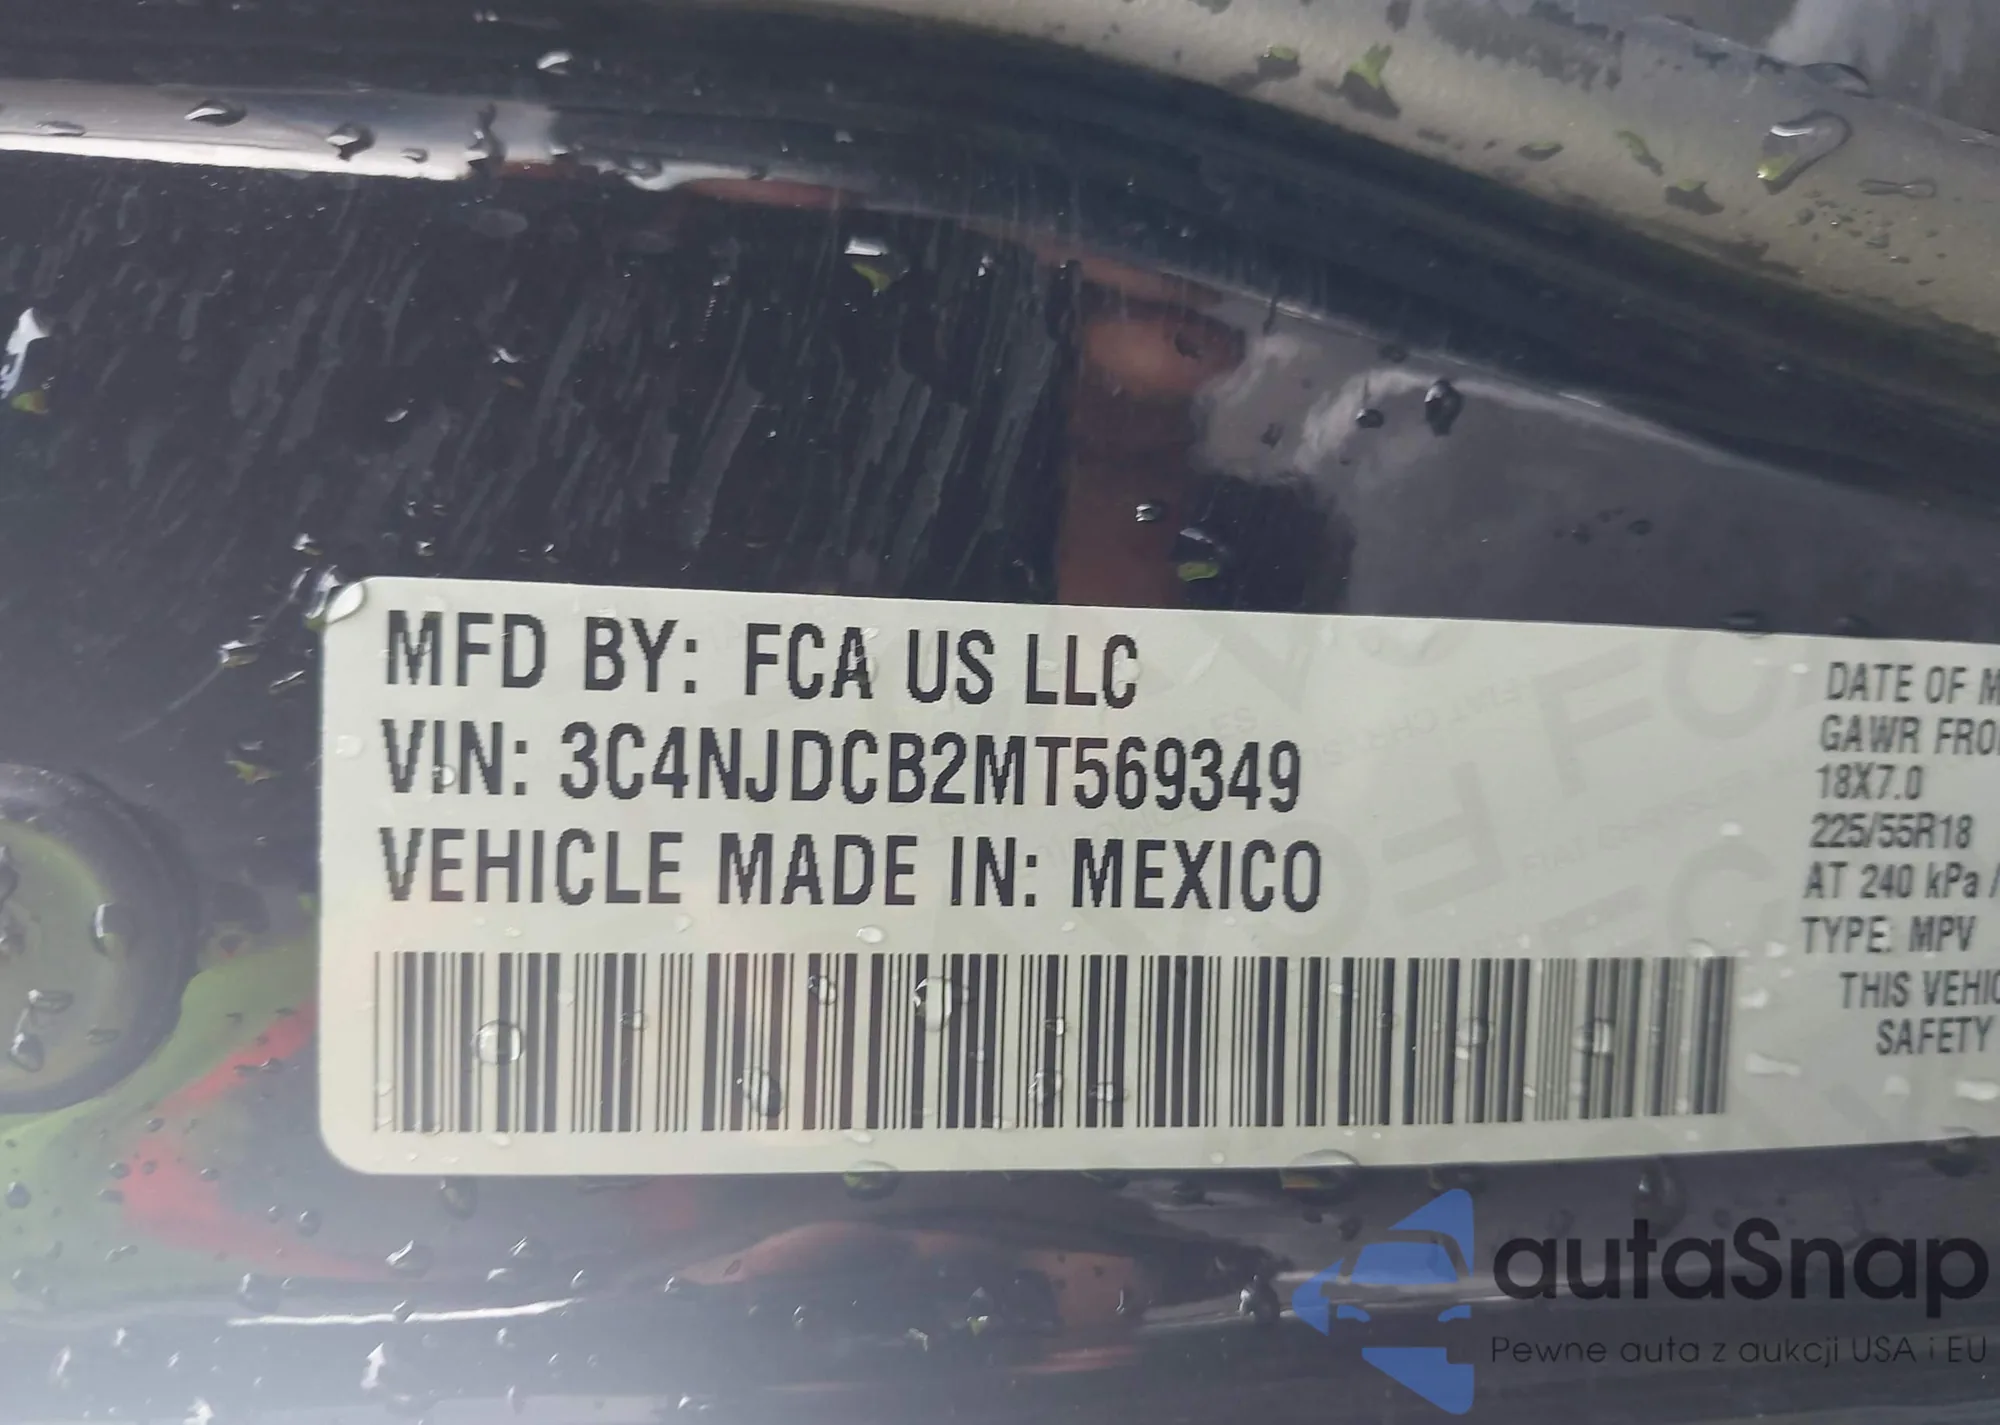 MFD BY: FCA US LLC
VIN: 3C4NJDCB2MT569349
VEHICLE MADE IN: MEXICO
DATE OF M
GAWR FRO
18X7.0
225/55R18
AT 240 kPa /
TYPE: MPV
THIS VEHIC
SAFETY
autaSnap
Pewne auta z aukcji USA i EU